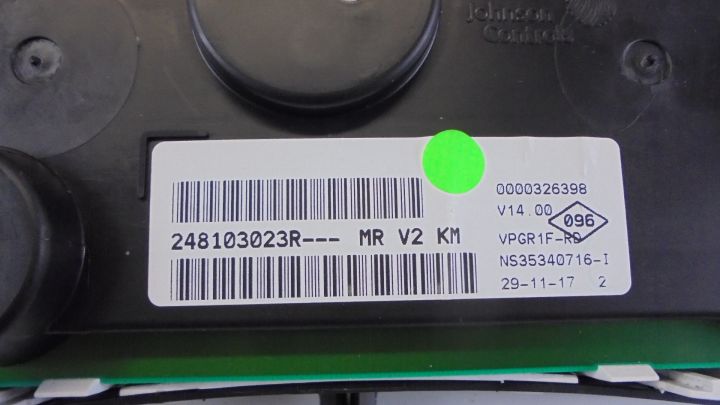 Johnson
Controls
0000326398
V14.00
096
248103023R--- MR V2 KM
VPGR1F-RD
NS35340716-I
29-11-17 2